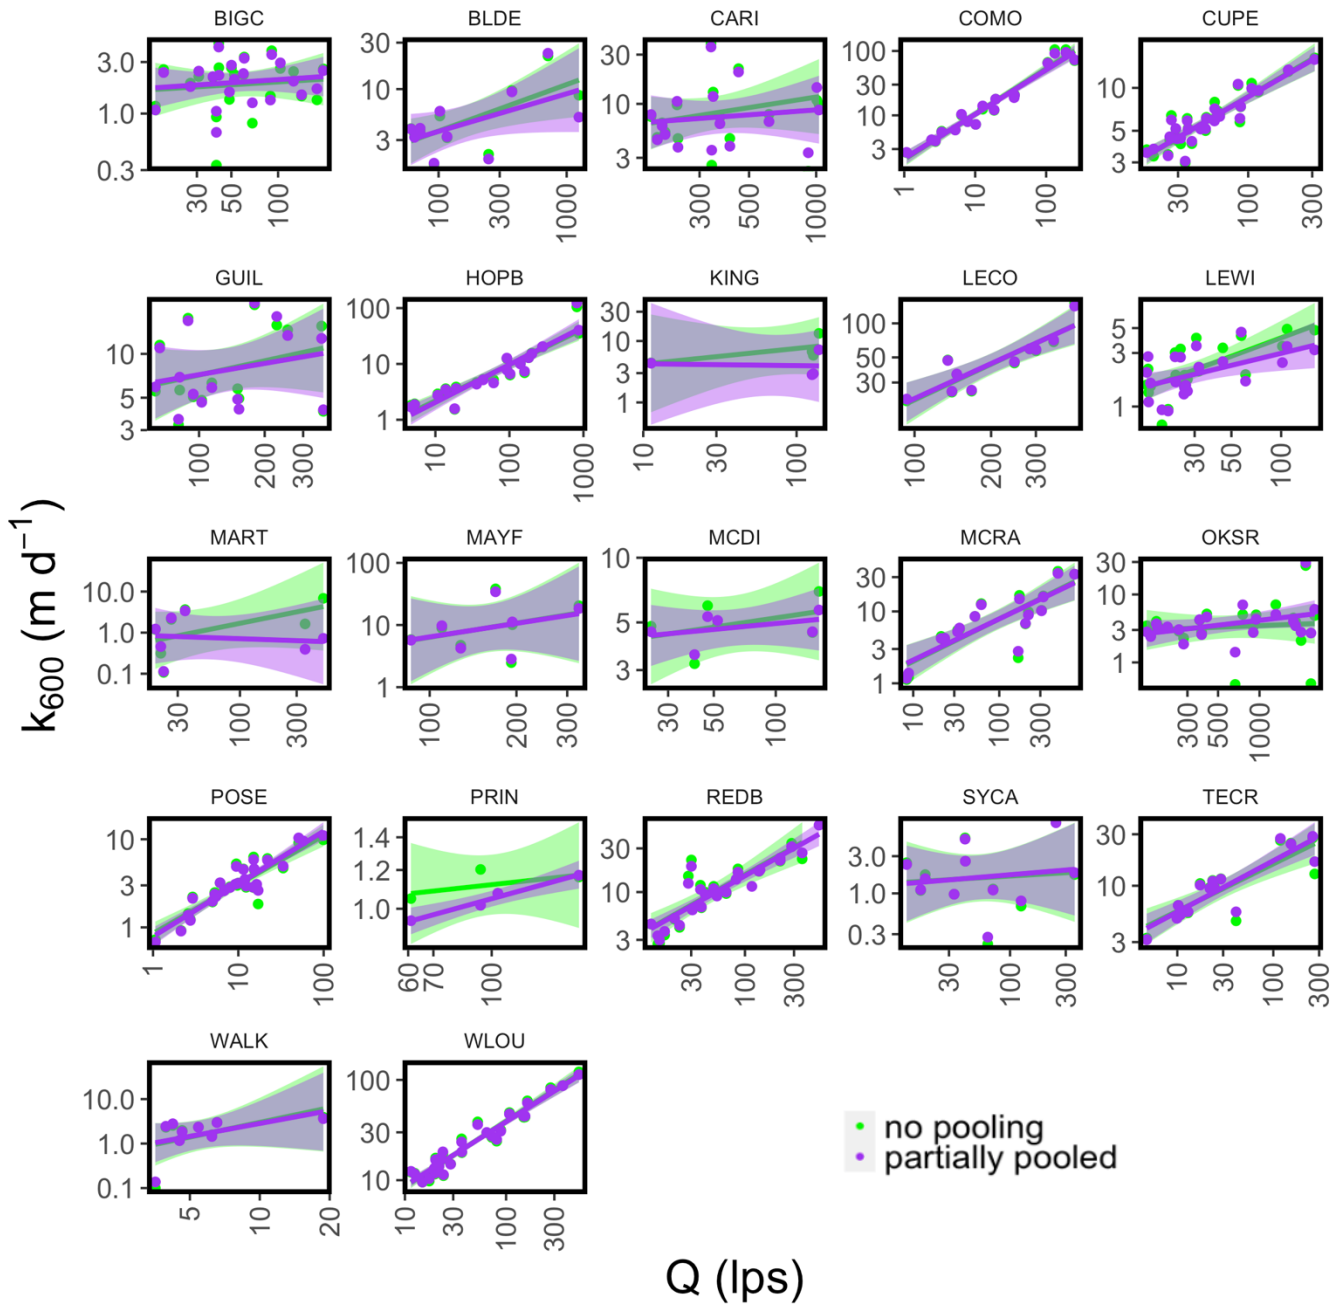 BIGC BLDE CARI COMO CUPE
3.0 1.0 0.3 30 50 100
30 10 3 100 300 1000
30 10 3 300 500 1000
100 30 10 3 1 10 100
10 5 3 30 100 300
GUIL HOPB KING LECO LEWI
10 5 3 100 200 300
100 10 1 10 100 1000
30 10 3 1 10 30 100
100 50 30 100 200 300
5 3 1 30 50 100
k600 (m d−1)
MART MAYF MCDI MCRA OKSR
10.0 1.0 0.1 30 100 300
100 10 1 100 200 300
10 5 3 30 50 100
30 10 3 1 10 30 100 300
30 10 3 1 300 500 1000
POSE PRIN REDB SYCA TECR
10 3 1 1 10 100
1.4 1.2 1.0 60 70 100
30 10 3 30 100 300
3.0 1.0 0.3 30 100 300
30 10 3 10 30 100 300
WALK WLOU
10.0 1.0 0.1 5 10 20
100 30 10 10 30 100 300
no pooling
partially pooled
Q (lps)